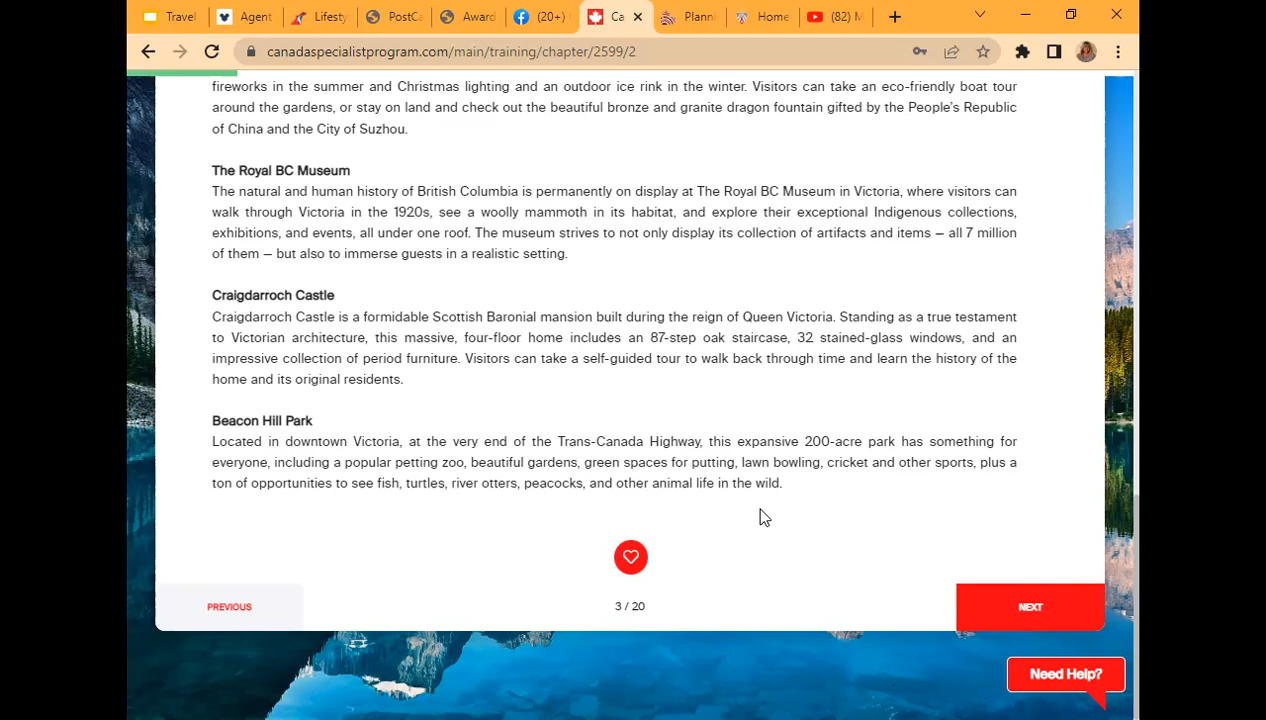 Travel
Agent
Lifesty
PostCa
Award
(20+)
Ca
Planni
Home
(82) M
canadaspecialistprogram.com/main/training/chapter/2599/2
fireworks in the summer and Christmas lighting and an outdoor ice rink in the winter. Visitors can take an eco-friendly boat tour
around the gardens, or stay on land and check out the beautiful bronze and granite dragon fountain gifted by the People's Republic
of China and the City of Suzhou.
The Royal BC Museum
The natural and human history of British Columbia is permanently on display at The Royal BC Museum in Victoria, where visitors can
walk through Victoria in the 1920s, see a woolly mammoth in its habitat, and explore their exceptional Indigenous collections,
exhibitions, and events, all under one roof. The museum strives to not only display its collection of artifacts and items — all 7 million
of them — but also to immerse guests in a realistic setting.
Craigdarroch Castle
Craigdarroch Castle is a formidable Scottish Baronial mansion built during the reign of Queen Victoria. Standing as a true testament
to Victorian architecture, this massive, four-floor home includes an 87-step oak staircase, 32 stained-glass windows, and an
impressive collection of period furniture. Visitors can take a self-guided tour to walk back through time and learn the history of the
home and its original residents.
Beacon Hill Park
Located in downtown Victoria, at the very end of the Trans-Canada Highway, this expansive 200-acre park has something for
everyone, including a popular petting zoo, beautiful gardens, green spaces for putting, lawn bowling, cricket and other sports, plus a
ton of opportunities to see fish, turtles, river otters, peacocks, and other animal life in the wild.
PREVIOUS
3 / 20
NEXT
Need Help?